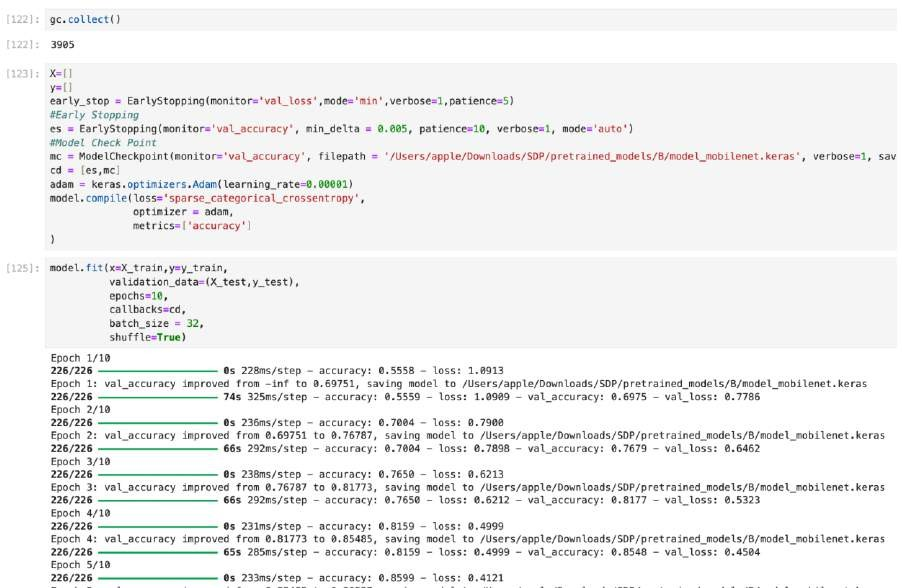 [122]: gc.collect()
[122]: 3905
[123]: X=[]
y=[]
early_stop = EarlyStopping(monitor='val_loss',mode='min',verbose=1,patience=5)
#Early Stopping
es = EarlyStopping(monitor='val_accuracy', min_delta = 0.005, patience=10, verbose=1, mode='auto')
#Model Check Point
mc = ModelCheckpoint(monitor='val_accuracy', filepath = '/Users/apple/Downloads/SDP/pretrained_models/B/model_mobilenet.keras', verbose=1, sav
cd = [es,mc]
adam = keras.optimizers.Adam(learning_rate=0.00001)
model.compile(loss='sparse_categorical_crossentropy',
optimizer = adam,
metrics=['accuracy']
)
[125]: model.fit(x=X_train,y=y_train,
validation_data=(X_test,y_test),
epochs=10,
callbacks=cd,
batch_size = 32,
shuffle=True)
Epoch 1/10
226/226 0s 228ms/step - accuracy: 0.5558 - loss: 1.0913
Epoch 1: val_accuracy improved from -inf to 0.69751, saving model to /Users/apple/Downloads/SDP/pretrained_models/B/model_mobilenet.keras
226/226 74s 325ms/step - accuracy: 0.5559 - loss: 1.0909 - val_accuracy: 0.6975 - val_loss: 0.7786
Epoch 2/10
226/226 0s 236ms/step - accuracy: 0.7004 - loss: 0.7900
Epoch 2: val_accuracy improved from 0.69751 to 0.76787, saving model to /Users/apple/Downloads/SDP/pretrained_models/B/model_mobilenet.keras
226/226 66s 292ms/step - accuracy: 0.7004 - loss: 0.7898 - val_accuracy: 0.7679 - val_loss: 0.6462
Epoch 3/10
226/226 0s 238ms/step - accuracy: 0.7650 - loss: 0.6213
Epoch 3: val_accuracy improved from 0.76787 to 0.81773, saving model to /Users/apple/Downloads/SDP/pretrained_models/B/model_mobilenet.keras
226/226 66s 292ms/step - accuracy: 0.7650 - loss: 0.6212 - val_accuracy: 0.8177 - val_loss: 0.5323
Epoch 4/10
226/226 0s 231ms/step - accuracy: 0.8159 - loss: 0.4999
Epoch 4: val_accuracy improved from 0.81773 to 0.85485, saving model to /Users/apple/Downloads/SDP/pretrained_models/B/model_mobilenet.keras
226/226 65s 285ms/step - accuracy: 0.8159 - loss: 0.4999 - val_accuracy: 0.8548 - val_loss: 0.4504
Epoch 5/10
226/226 0s 233ms/step - accuracy: 0.8599 - loss: 0.4121